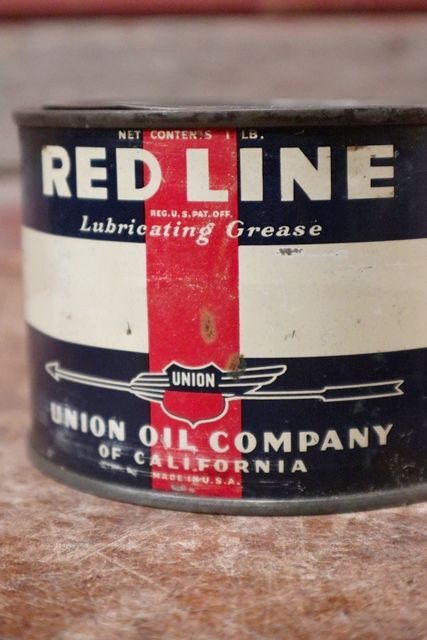 NET CONTENTS 1 LB.
RED LINE
REG. U.S. PAT. OFF.
Lubricating Grease
UNION
UNION OIL COMPANY
OF CALIFORNIA
MADE IN U.S.A.